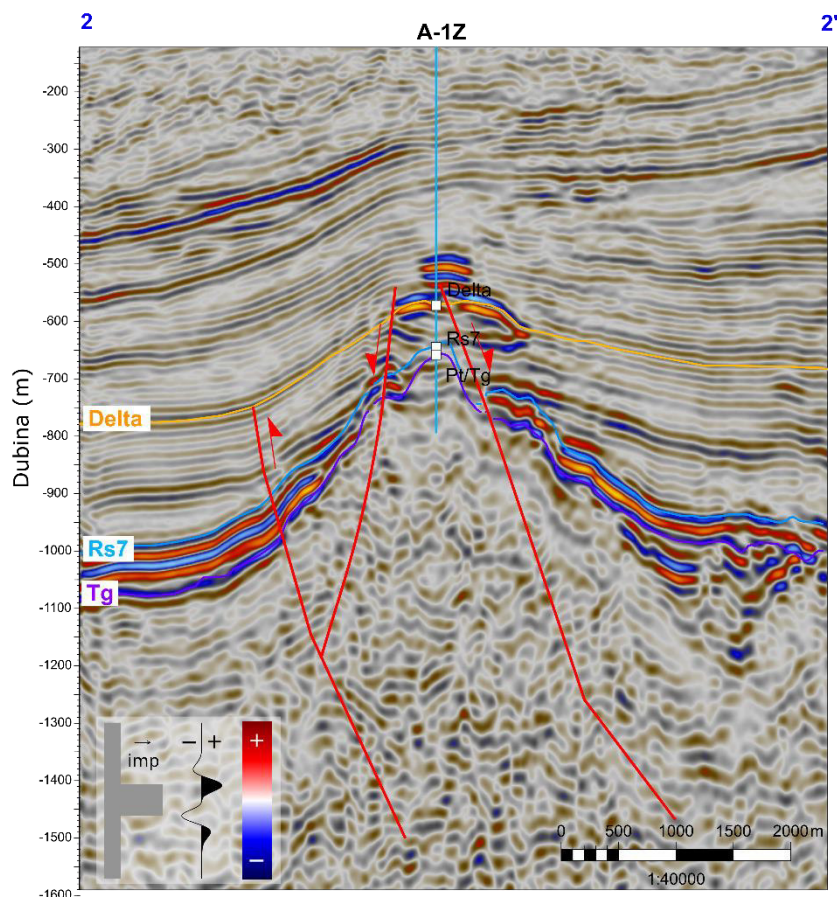 2
A-1Z
2'
Dubina (m)
-200
-300
-400
-500
-600
-700
-800
-900
-1000
-1100
-1200
-1300
-1400
-1500
-1600
Delta
Rs7
Pt/Tg
Delta
Rs7
Tg
→ − +
imp
+
−
0 500 1000 1500 2000 m
1:40000